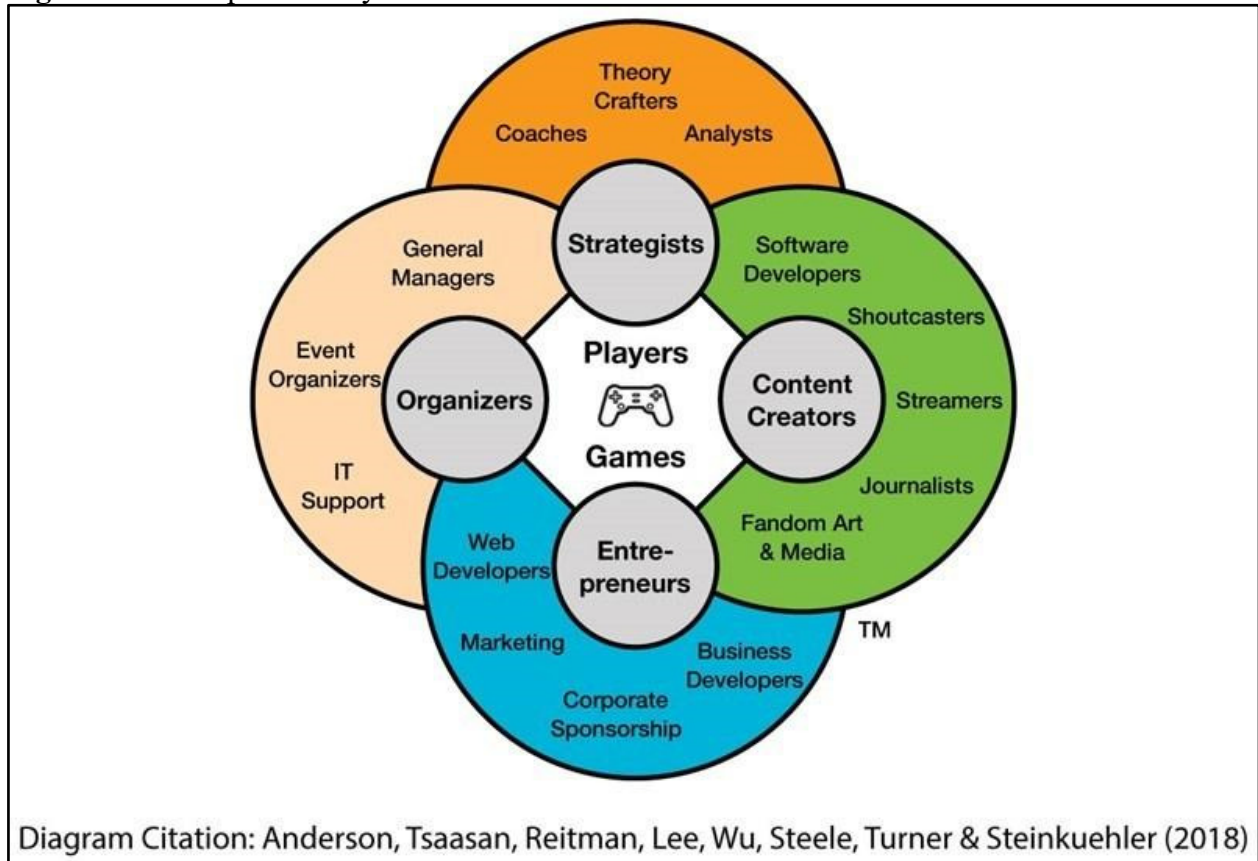 Theory
Crafters
Coaches
Analysts
Strategists
General
Managers
Software
Developers
Shoutcasters
Event
Organizers
Organizers
Players
Games
Content
Creators
Streamers
IT
Support
Journalists
Fandom Art
& Media
Web
Developers
Entre-
preneurs
Marketing
Business
Developers
Corporate
Sponsorship
TM
Diagram Citation: Anderson, Tsaasan, Reitman, Lee, Wu, Steele, Turner & Steinkuehler (2018)